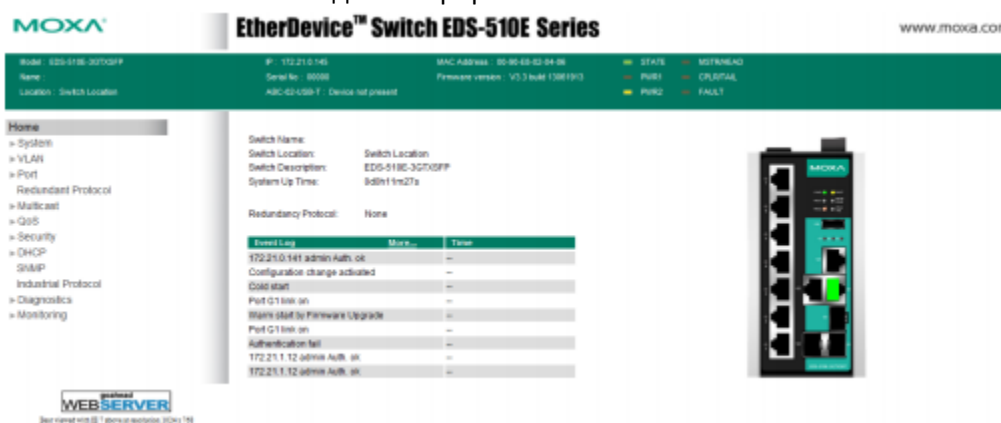 MOXA
EtherDevice™ Switch EDS-510E Series
www.moxa.com
Model : EDS-510E-3GTXSFP
IP : 172.21.0.145
MAC Address : 00-90-E8-02-04-06
STATE
MSTR/HEAD
Name :
Serial No : 00000
Firmware version : V3.3 build 13081913
PWR1
CPLR/TAIL
Location : Switch Location
ABC-02-USB-T : Device not present
PWR2
FAULT
Home
System
VLAN
Port
Redundant Protocol
Multicast
QoS
Security
DHCP
SNMP
Industrial Protocol
Diagnostics
Monitoring
Switch Name:
Switch Location: Switch Location
Switch Description: EDS-510E-3GTXSFP
System Up Time: 0d0h11m27s
Redundancy Protocol: None
Event Log More... Time
172.21.0.141 admin Auth. ok --
Configuration change activated --
Cold start --
Port G1 link on --
Warm start by Firmware Upgrade --
Port G1 link on --
Authentication fail --
172.21.1.12 admin Auth. ok --
172.21.1.12 admin Auth. ok --
MOXA
goahead
WEBSERVER